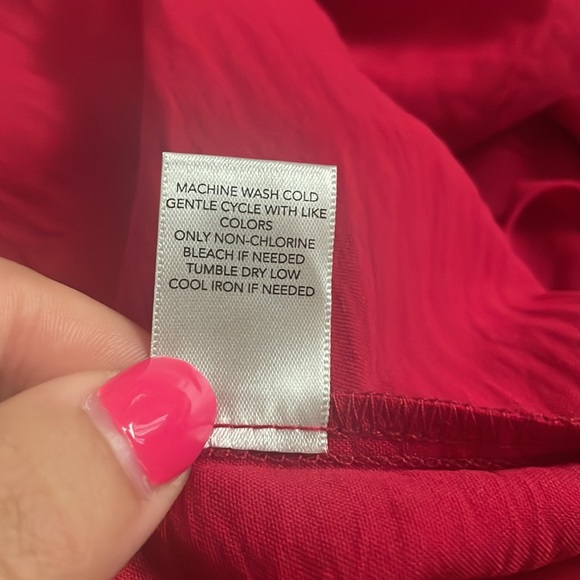 MACHINE WASH COLD
GENTLE CYCLE WITH LIKE
COLORS
ONLY NON-CHLORINE
BLEACH IF NEEDED
TUMBLE DRY LOW
COOL IRON IF NEEDED